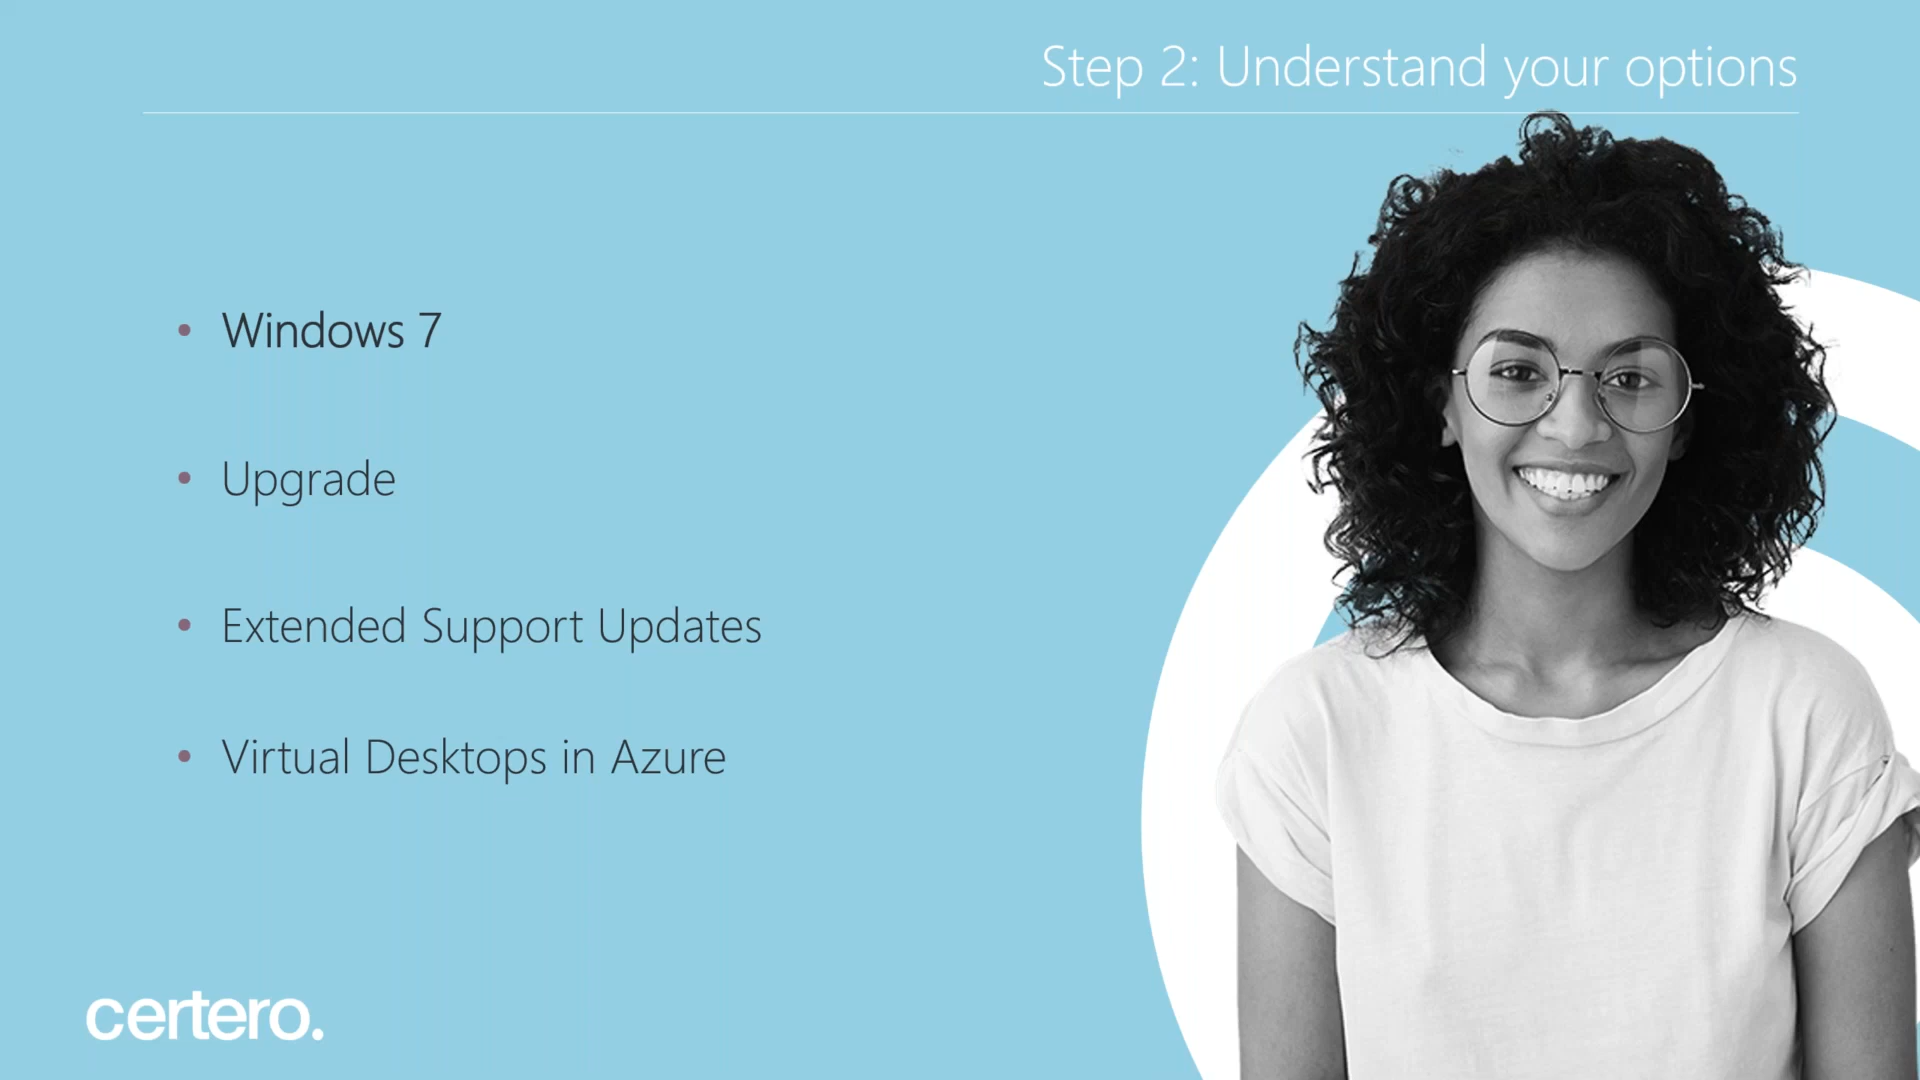 Step 2: Understand your options
• Windows 7
• Upgrade
• Extended Support Updates
• Virtual Desktops in Azure
certero.